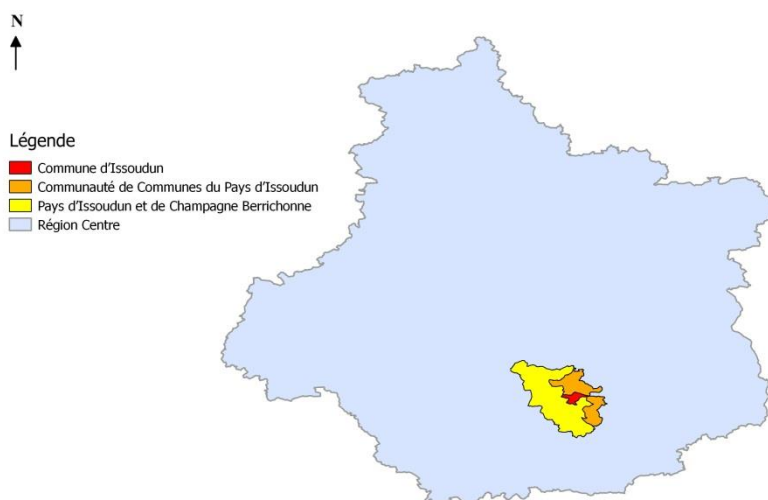 N
Légende
Commune d'Issoudun
Communauté de Communes du Pays d'Issoudun
Pays d'Issoudun et de Champagne Berrichonne
Région Centre